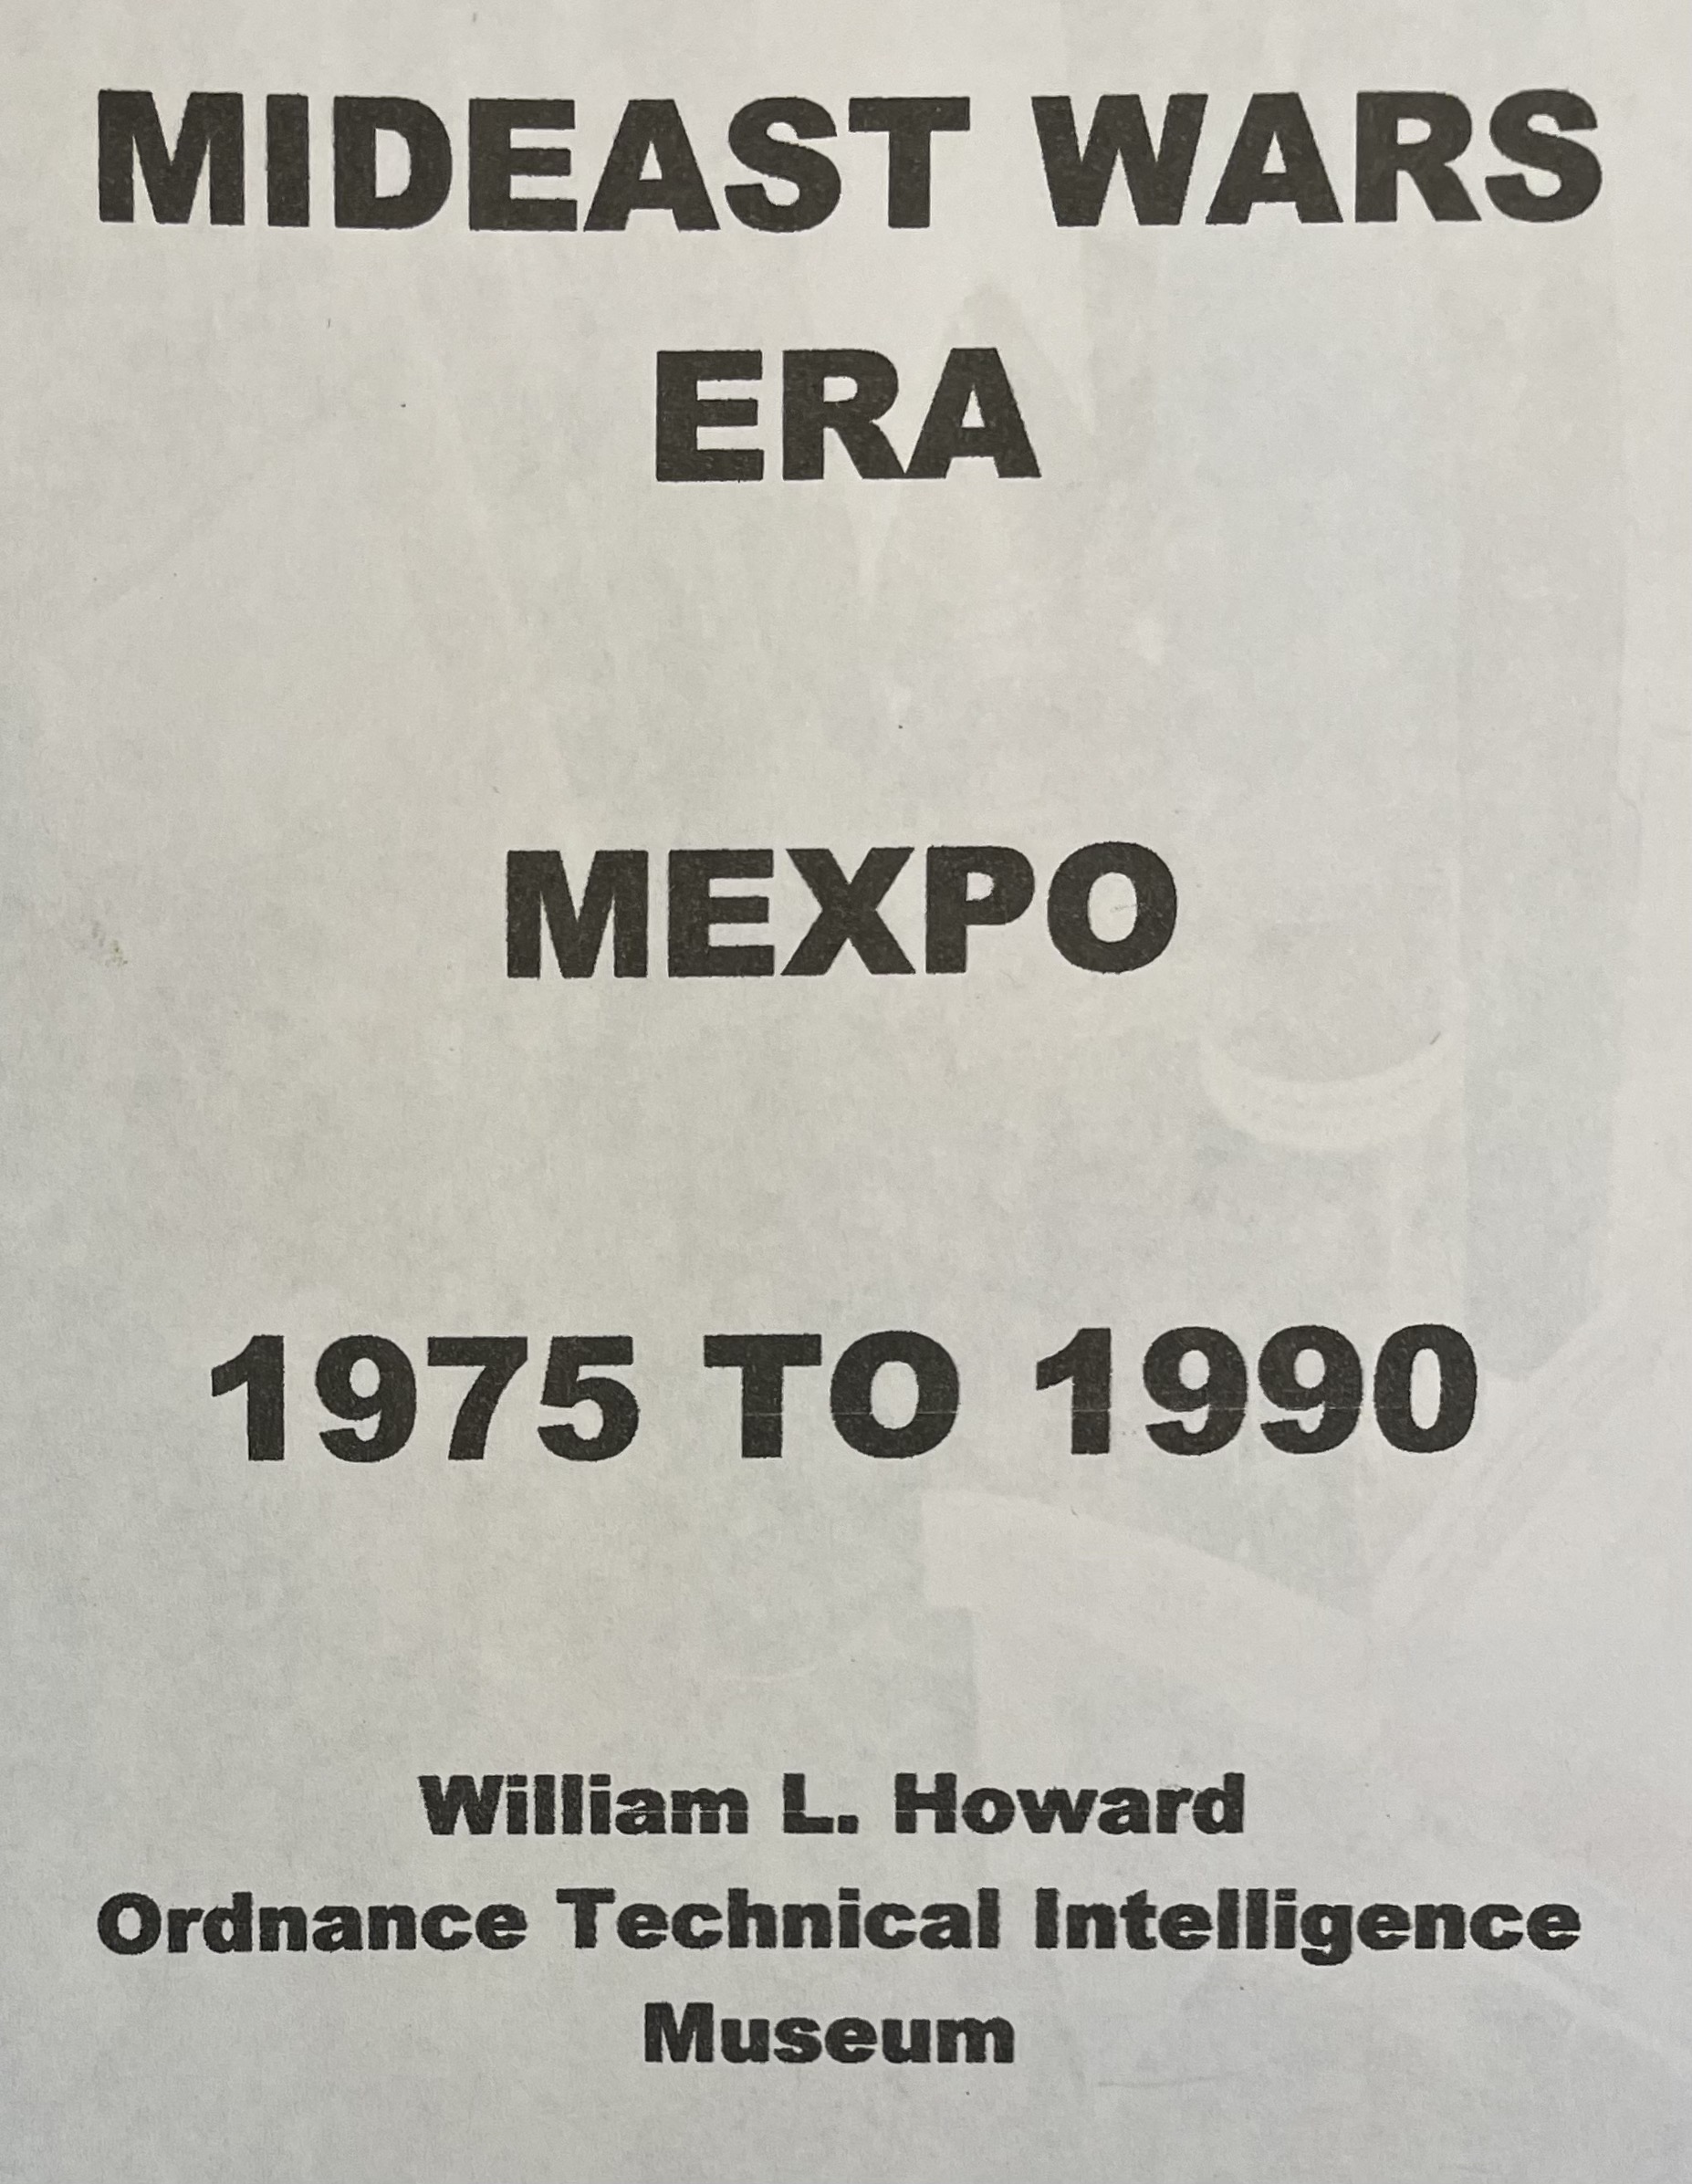 MIDEAST WARS
ERA
MEXPO
1975 TO 1990
William L. Howard
Ordnance Technical Intelligence
Museum